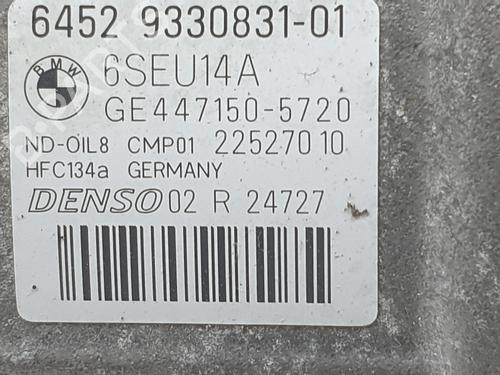 6452 9330831-01
BMW 6SEU14A
GE447150-5720
ND-OIL8 CMP01 22527010
HFC134a GERMANY
DENSO 02 R 24727